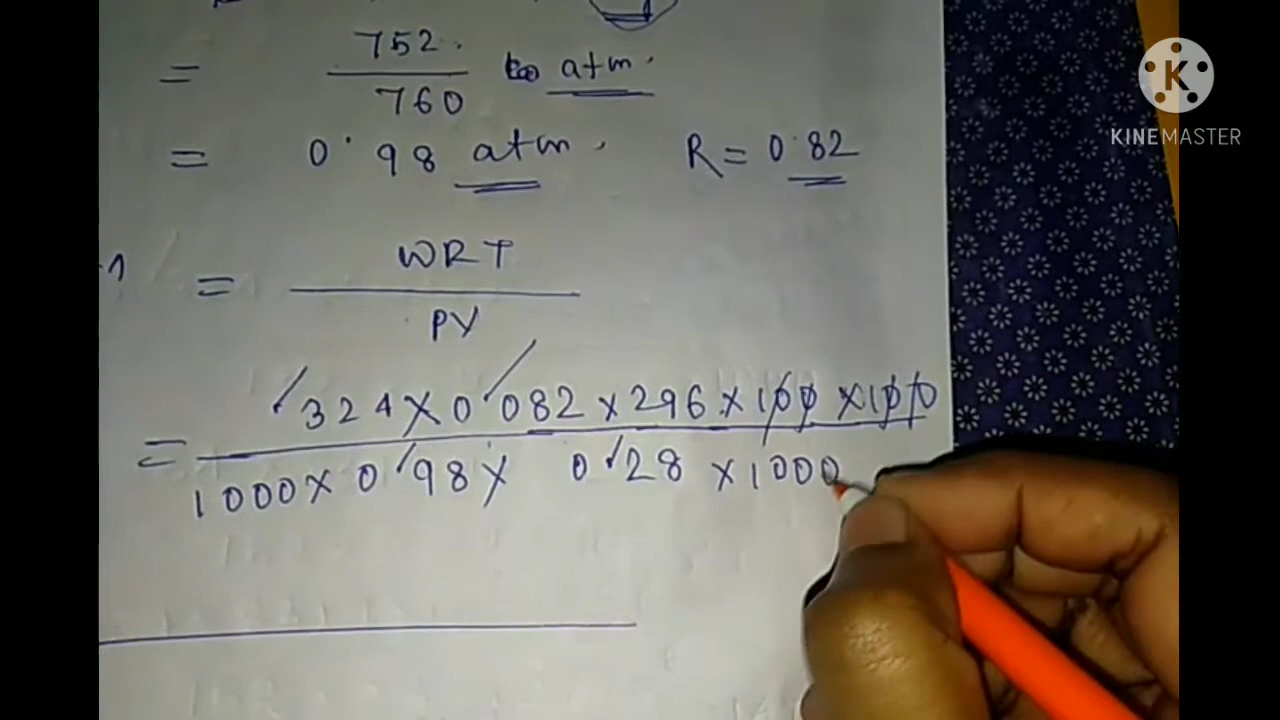 752.
760
= to atm.
= 0.98 atm. R = 0.82
KINEMASTER
= WRT
PV
= 324 × 0.082 × 296 × 100 × 100
1000 × 0.98 × 0.28 × 1000